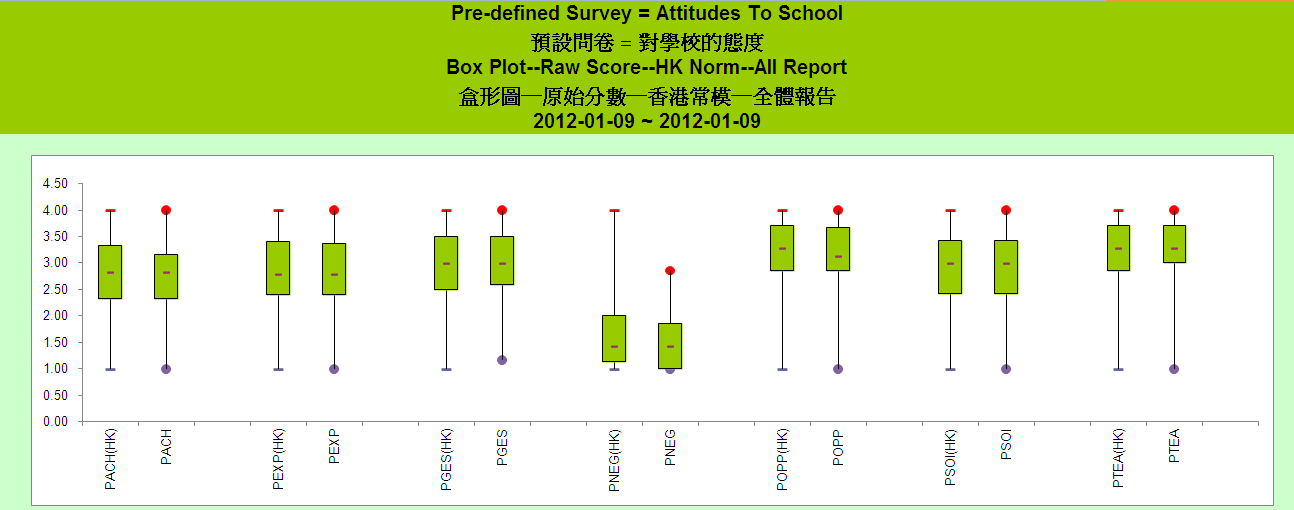 Pre-defined Survey = Attitudes To School
預設問卷 = 對學校的態度
Box Plot--Raw Score--HK Norm--All Report
盒形圖—原始分數—香港常模—全體報告
2012-01-09 ~ 2012-01-09
4.50
4.00
3.50
3.00
2.50
2.00
1.50
1.00
0.50
0.00
PACH(HK)
PACH
PEXP(HK)
PEXP
PGES(HK)
PGES
PNEG(HK)
PNEG
POPP(HK)
POPP
PSOI(HK)
PSOI
PTEA(HK)
PTEA